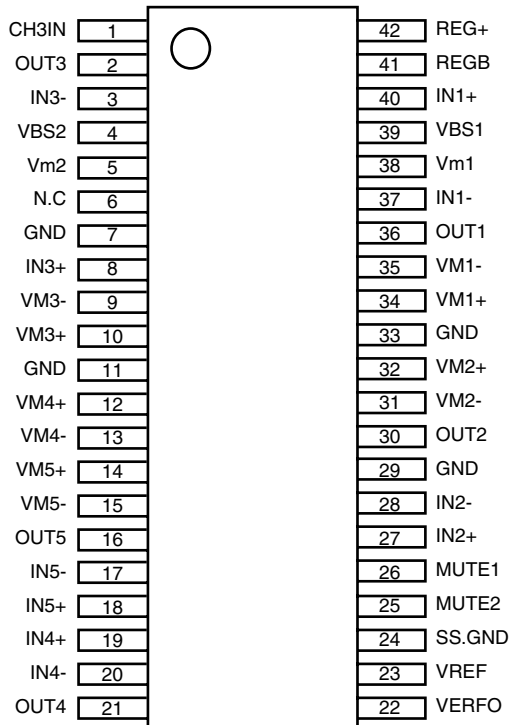 CH3IN 1 42 REG+
OUT3 2 41 REGB
IN3- 3 40 IN1+
VBS2 4 39 VBS1
Vm2 5 38 Vm1
N.C 6 37 IN1-
GND 7 36 OUT1
IN3+ 8 35 VM1-
VM3- 9 34 VM1+
VM3+ 10 33 GND
GND 11 32 VM2+
VM4+ 12 31 VM2-
VM4- 13 30 OUT2
VM5+ 14 29 GND
VM5- 15 28 IN2-
OUT5 16 27 IN2+
IN5- 17 26 MUTE1
IN5+ 18 25 MUTE2
IN4+ 19 24 SS.GND
IN4- 20 23 VREF
OUT4 21 22 VERFO